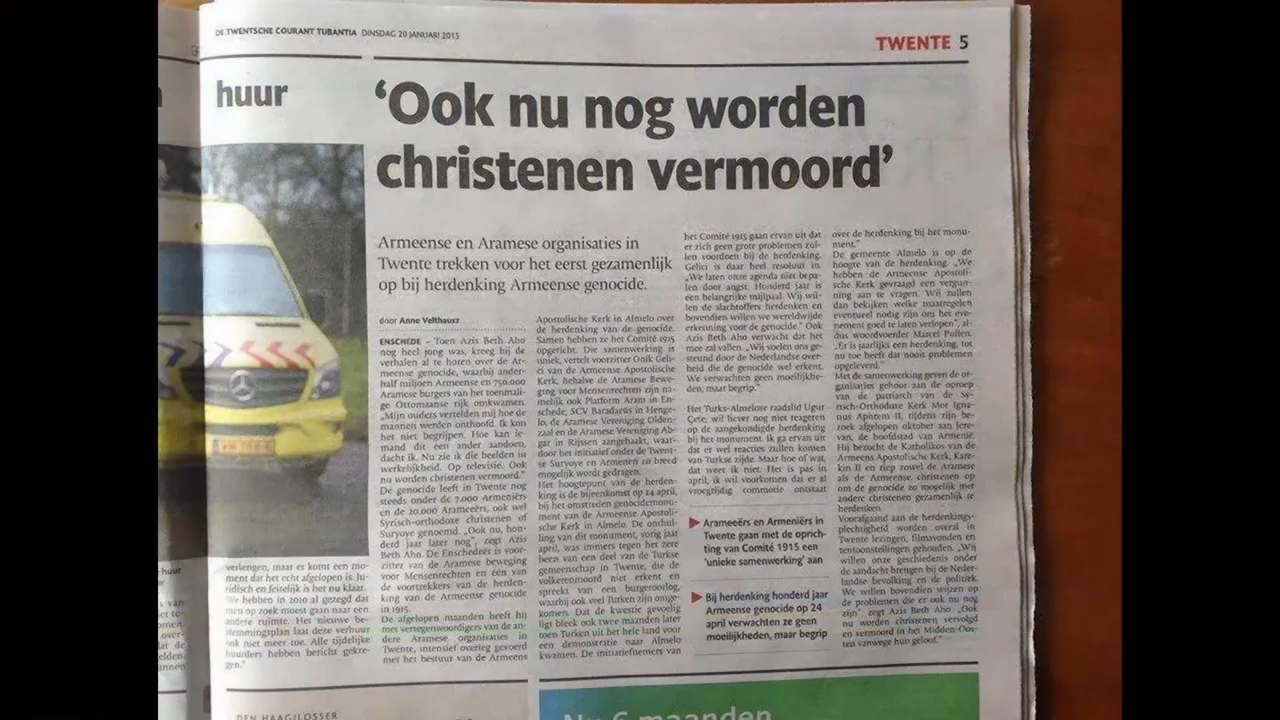 DE TWENTSCHE COURANT TUBANTIA DINSDAG 20 JANUARI 2015
TWENTE 5
huur
‘Ook nu nog worden
christenen vermoord’
Armeense en Aramese organisaties in
Twente trekken voor het eerst gezamenlijk
op bij herdenking Armeense genocide.
door Anne Velthausz
ENSCHEDE – Toen Azis Beth Aho
nog heel jong was, kreeg hij de
verhalen al te horen over de Ar-
meense genocide, waarbij ander-
half miljoen Armeense en 750.000
Aramese burgers van het toenmali-
ge Ottomaanse rijk omkwamen.
„Mijn ouders vertelden mij hoe de
mannen werden onthoofd. Ik kon
het niet begrijpen. Hoe kan ie-
mand dit een ander aandoen,
dacht ik. Nu zie ik die beelden in
werkelijkheid. Op televisie. Ook
nu worden christenen vermoord.”
De genocide leeft in Twente nog
steeds onder de 7.000 Armeniërs
en de 20.000 Arameeërs, ook wel
Syrisch-orthodoxe christenen of
Suryoye genoemd. „Ook nu, hon-
derd jaar later nog”, zegt Azis
Beth Aho. De Enschedeër is voor-
zitter van de Aramese beweging
voor Mensenrechten en één van
de voortrekkers van de herden-
king van de Armeense genocide
in 1915.
De afgelopen maanden heeft hij
met vertegenwoordigers van de an-
dere Aramese organisaties in
Twente, intensief overleg gevoerd
met het bestuur van de Armeens
Apostolische Kerk in Almelo over
de herdenking van de genocide.
Samen hebben ze het Comité 1915
opgericht. Die samenwerking is
uniek, vertelt voorzitter Onik Gels-
ci van de Armeense Apostolische
Kerk. Behalve de Aramese Bewe-
ging voor Mensenrechten zijn na-
melijk ook Platform Aram in En-
schede, SCV Baradaeüs in Henge-
lo, de Aramese Vereniging Olden-
zaal en de Aramese Vereniging Ab-
gar in Rijssen aangehaakt, waar-
door het initiatief onder de Twent-
se Suryoye en Armenen zo breed
mogelijk wordt gedragen.
Het hoogtepunt van de herden-
king is de bijeenkomst op 24 april,
bij het omstreden genocidemonu-
ment van de Armeense Apostoli-
sche Kerk in Almelo. De onthul-
ling van dit monument, vorig jaar
april, was immers tegen het zere
been van een deel van de Turkse
gemeenschap in Twente, die de
volkerenmoord niet erkent en
spreekt van een burgeroorlog,
waarbij ook veel Turken zijn omge-
komen. Dat de kwestie gevoelig
ligt bleek ook twee maanden later
toen Turken uit het hele land voor
een demonstratie naar Almelo
kwamen. De initiatiefnemers van
het Comité 1915 gaan ervan uit dat
er zich geen grote problemen zul-
len voordoen bij de herdenking.
Gelici is daar heel resoluut in.
„We laten onze agenda niet bepa-
len door angst. Honderd jaar is
een belangrijke mijlpaal. Wij wil-
len de slachtoffers herdenken en
bovendien willen we wereldwijde
erkenning voor de genocide.” Ook
Azis Beth Aho verwacht dat het
mee zal vallen. „Wij voelen ons ge-
steund door de Nederlandse over-
heid die de genocide wel erkent.
We verwachten geen moeilijkhe-
den, maar begrip.”
Het Turks-Almelose raadslid Ugur
Çete, wil liever nog niet reageren
op de aangekondigde herdenking
bij het monument. Ik ga ervan uit
dat er wel reacties zullen komen
van Turkse zijde. Maar hoe of wat,
dat weet ik niet. Het is pas in
april, ik wil voorkomen dat er al
vroegtijdig commotie ontstaat
▶ Arameeërs en Armeniërs in
Twente gaan met de oprich-
ting van Comité 1915 een
‘unieke samenwerking’ aan
▶ Bij herdenking honderd jaar
Armeense genocide op 24
april verwachten ze geen
moeilijkheden, maar begrip
over de herdenking bij het monu-
ment.”
De gemeente Almelo is op de
hoogte van de herdenking. „We
hebben de Armeense Apostoli-
sche Kerk gevraagd een vergun-
ning aan te vragen. Wij zullen
dan bekijken welke maatregelen
eventueel nodig zijn om het eve-
nement goed te laten verlopen”, al-
dus woordvoerder Marcel Pullen.
„Er is jaarlijks een herdenking, tot
nu toe heeft dat nooit problemen
opgeleverd.”
Met de samenwerking geven de or-
ganisaties gehoor aan de oproep
van de patriarch van de Sy-
risch-Orthodoxe Kerk Mor Igna-
tius Aphrem II, tijdens zijn be-
zoek afgelopen oktober aan Jere-
van, de hoofdstad van Armenië.
Hij bezocht de Katholikos van de
Armeens Apostolische Kerk, Kare-
kin II en riep zowel de Aramese
als de Armeense christenen op
om de genocide zo mogelijk met
andere christenen gezamenlijk te
herdenken.
Voorafgaand aan de herdenkings-
plechtigheid worden overal in
Twente lezingen, filmavonden en
tentoonstellingen gehouden. „Wij
willen onze geschiedenis onder
de aandacht brengen bij de Neder-
landse bevolking en de politiek.
We willen bovendien wijzen op
de problemen die er ook nu nog
zijn”, zegt Azis Beth Aho. „Ook
nu worden christenen vervolgd
en vermoord in het Midden-Oos-
ten vanwege hun geloof.”
verlengen, maar er komt een mo-
ment dat het echt afgelopen is. Ju-
ridisch en feitelijk is het nu klaar.
We hebben in 2010 al gezegd dat
men op zoek moest gaan naar een
andere ruimte. Het nieuwe be-
stemmingsplan laat deze verhuur
ook niet meer toe. Alle tijdelijke
huurders hebben bericht gekre-
gen.”
DEN HAAG/LOSSER
Nu 6 maanden